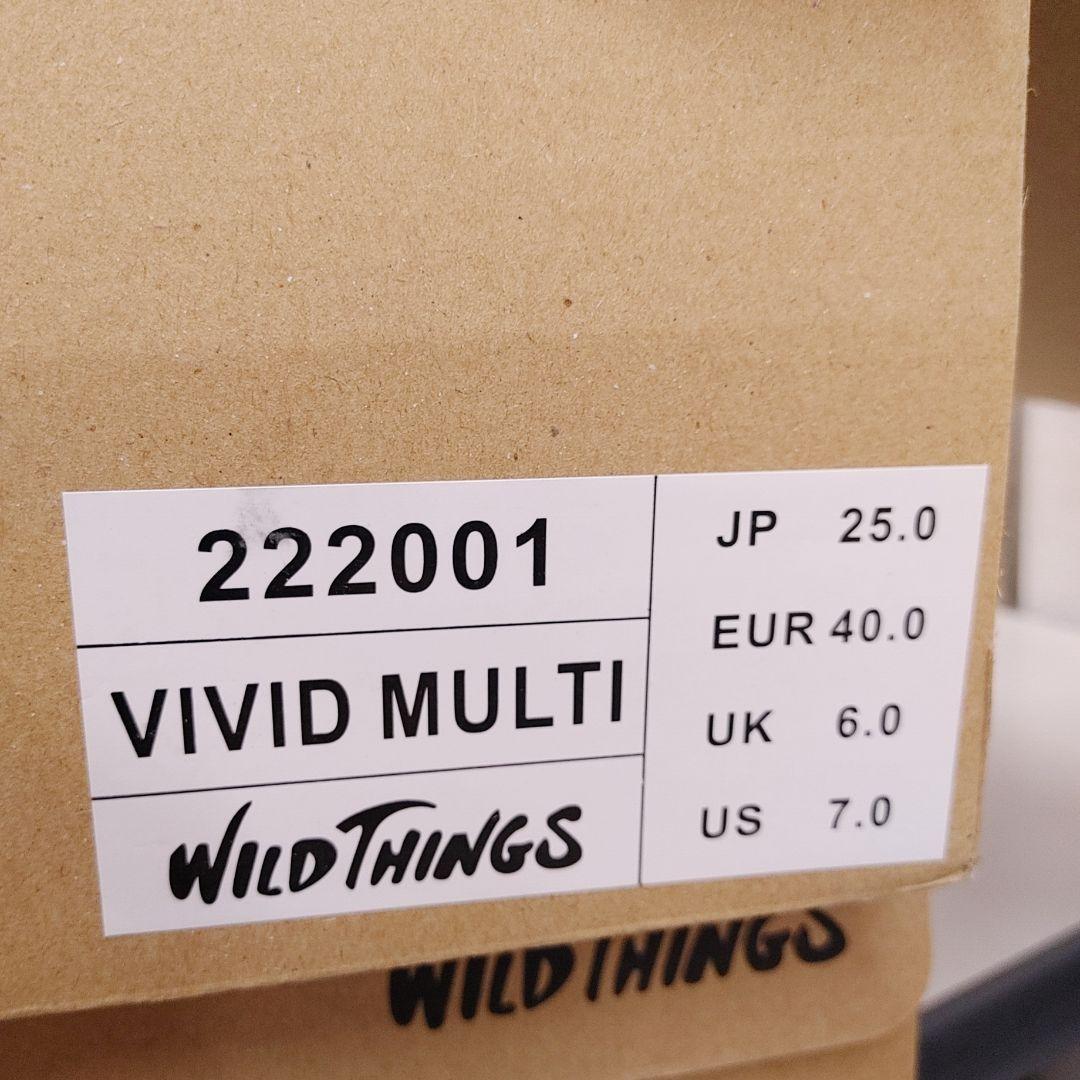 222001
VIVID MULTI
WILDTHINGS
JP 25.0
EUR 40.0
UK 6.0
US 7.0
WILDTHINGS